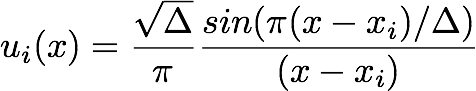 u_i(x) = \frac{\sqrt{\Delta}}{\pi} \frac{sin(\pi(x - x_i)/\Delta)}{(x - x_i)}